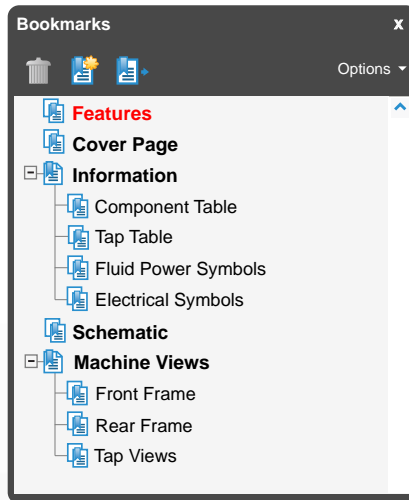 Bookmarks x
Options
Features
Cover Page
Information
Component Table
Tap Table
Fluid Power Symbols
Electrical Symbols
Schematic
Machine Views
Front Frame
Rear Frame
Tap Views